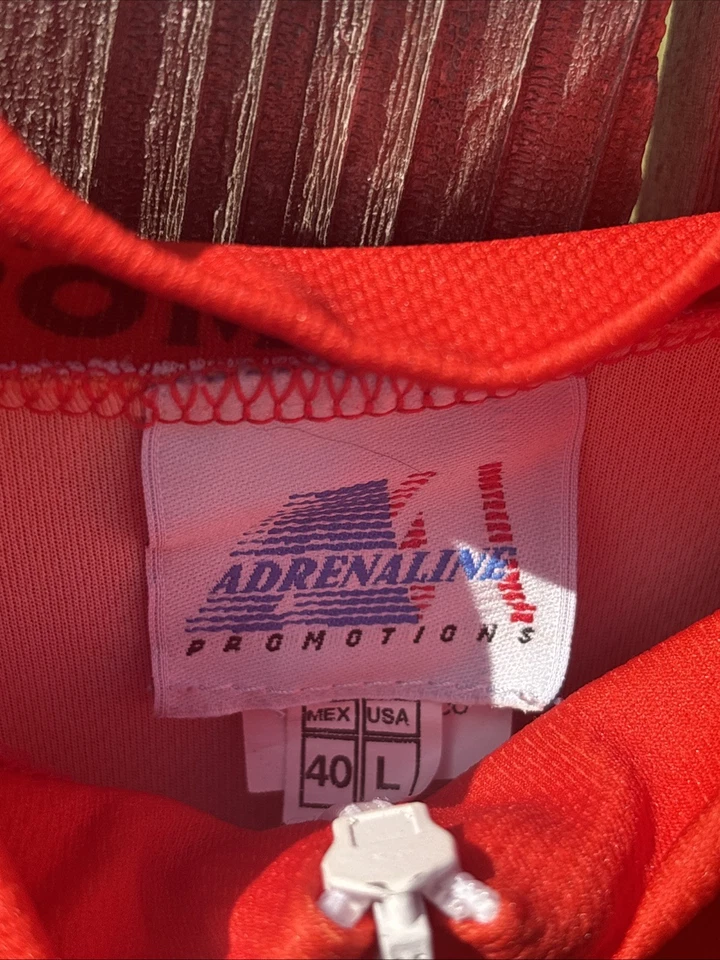 ADRENALINE
PROMOTIONS
MEX USA
40 L